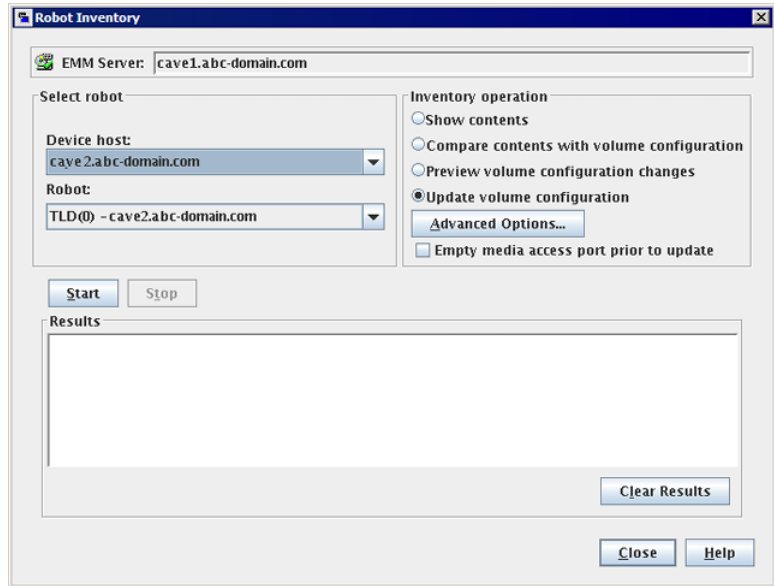 Robot Inventory
EMM Server: cave1.abc-domain.com
Select robot
Device host:
cave2.abc-domain.com
Robot:
TLD(0) - cave2.abc-domain.com
Inventory operation
Show contents
Compare contents with volume configuration
Preview volume configuration changes
Update volume configuration
Advanced Options...
Empty media access port prior to update
Start Stop
Results
Clear Results
Close Help